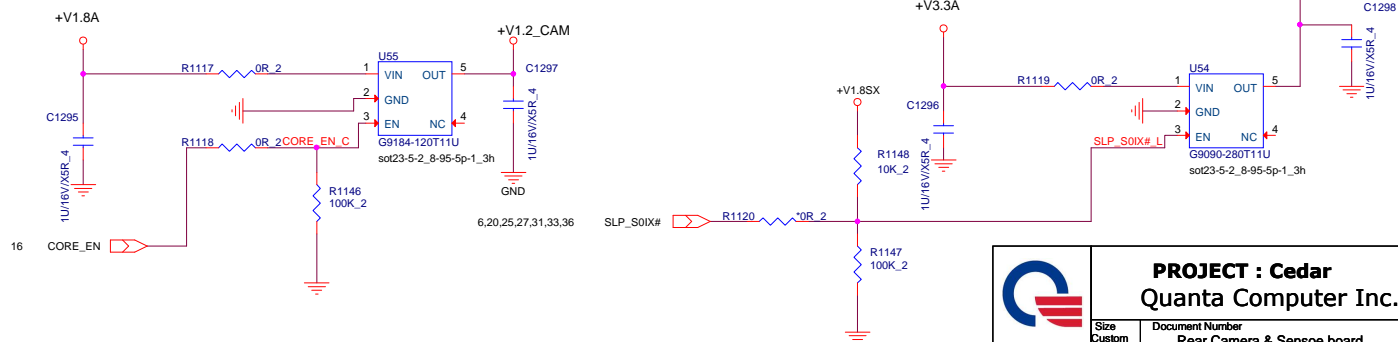 +V1.8A
+V1.2_CAM
+V3.3A
C1298
1U/16V/X5R_4
U55
R1117
0R_2
1
VIN
OUT
5
C1297
2
GND
3
EN
NC
4
G9184-120T11U
sot23-5-2_8-95-5p-1_3h
1U/16V/X5R_4
GND
C1295
1U/16V/X5R_4
R1118
0R_2
CORE_EN_C
R1146
100K_2
16
CORE_EN
U54
R1119
0R_2
1
VIN
OUT
5
2
GND
3
EN
NC
4
G9090-280T11U
sot23-5-2_8-95-5p-1_3h
+V1.8SX
C1296
1U/16V/X5R_4
SLP_S0IX#_L
R1148
10K_2
6,20,25,27,31,33,36
SLP_S0IX#
R1120
*0R_2
R1147
100K_2
PROJECT : Cedar
Quanta Computer Inc.
Size
Custom
Document Number
Rear Camera & Sensoe board